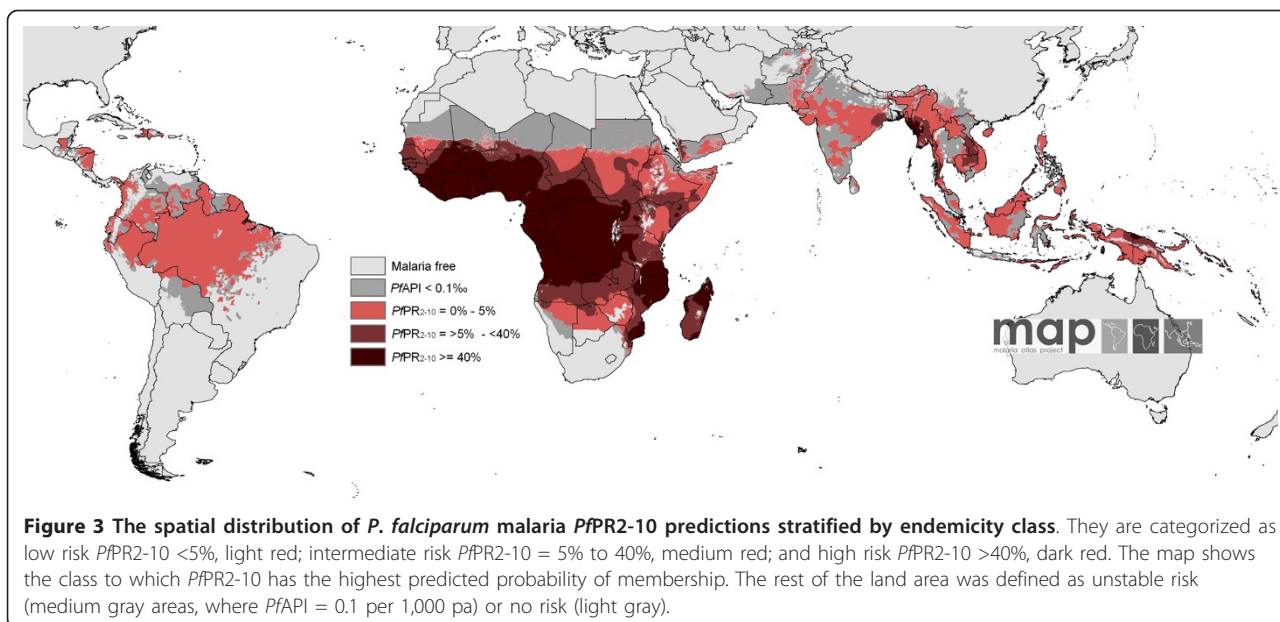 Malaria free
PfAPI < 0.1‰
PfPR2-10 = 0% - 5%
PfPR2-10 = >5% - <40%
PfPR2-10 >= 40%
map
malaria atlas project
Figure 3 The spatial distribution of P. falciparum malaria PfPR2-10 predictions stratified by endemicity class. They are categorized as
low risk PfPR2-10 <5%, light red; intermediate risk PfPR2-10 = 5% to 40%, medium red; and high risk PfPR2-10 >40%, dark red. The map shows
the class to which PfPR2-10 has the highest predicted probability of membership. The rest of the land area was defined as unstable risk
(medium gray areas, where PfAPI = 0.1 per 1,000 pa) or no risk (light gray).